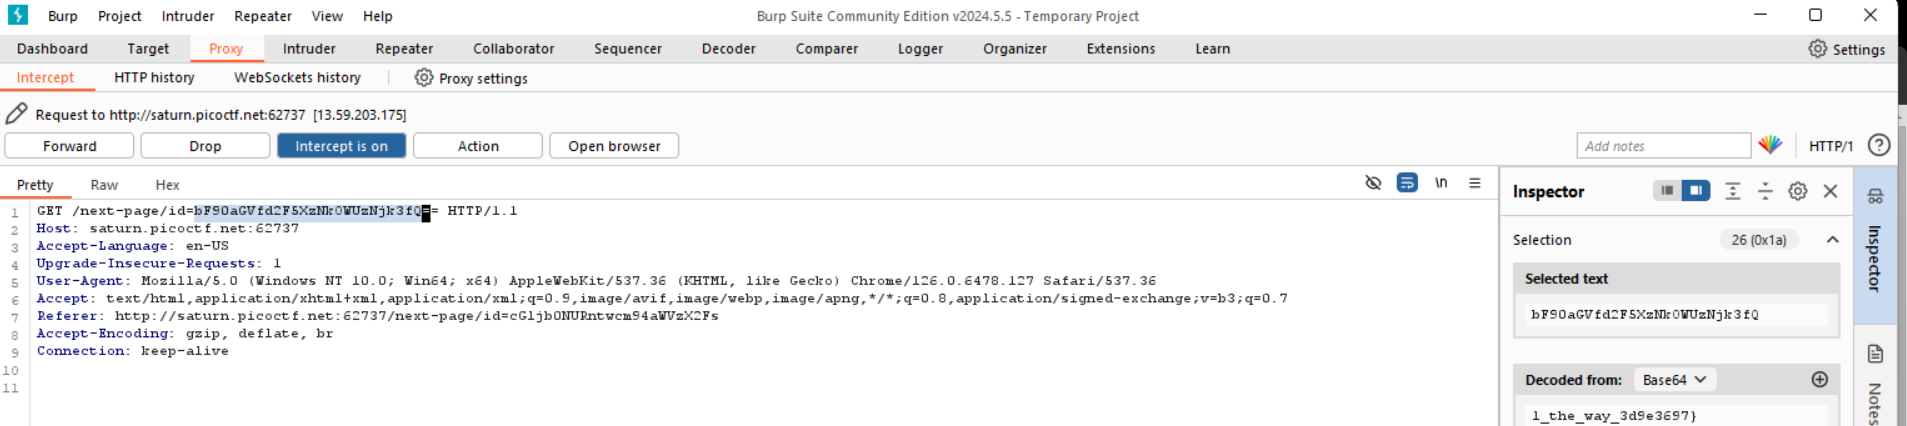 Burp Project Intruder Repeater View Help Burp Suite Community Edition v2024.5.5 - Temporary Project
Dashboard Target Proxy Intruder Repeater Collaborator Sequencer Decoder Comparer Logger Organizer Extensions Learn Settings
Intercept HTTP history WebSockets history Proxy settings
Request to http://saturn.picoctf.net:62737 [13.59.203.175]
Forward Drop Intercept is on Action Open browser Add notes HTTP/1
Pretty Raw Hex \n
Inspector
1 GET /next-page/id=bF90aGVfd2F5XzNkOWUzNjk3fQ== HTTP/1.1
2 Host: saturn.picoctf.net:62737
3 Accept-Language: en-US
4 Upgrade-Insecure-Requests: 1
5 User-Agent: Mozilla/5.0 (Windows NT 10.0; Win64; x64) AppleWebKit/537.36 (KHTML, like Gecko) Chrome/126.0.6478.127 Safari/537.36
6 Accept: text/html,application/xhtml+xml,application/xml;q=0.9,image/avif,image/webp,image/apng,*/*;q=0.8,application/signed-exchange;v=b3;q=0.7
7 Referer: http://saturn.picoctf.net:62737/next-page/id=cGljb0NURntwcm94aWVzX2Fs
8 Accept-Encoding: gzip, deflate, br
9 Connection: keep-alive
10
11
Selection 26 (0x1a)
Selected text
bF90aGVfd2F5XzNkOWUzNjk3fQ
Decoded from: Base64
l_the_way_3d9e3697}
Inspector
Notes